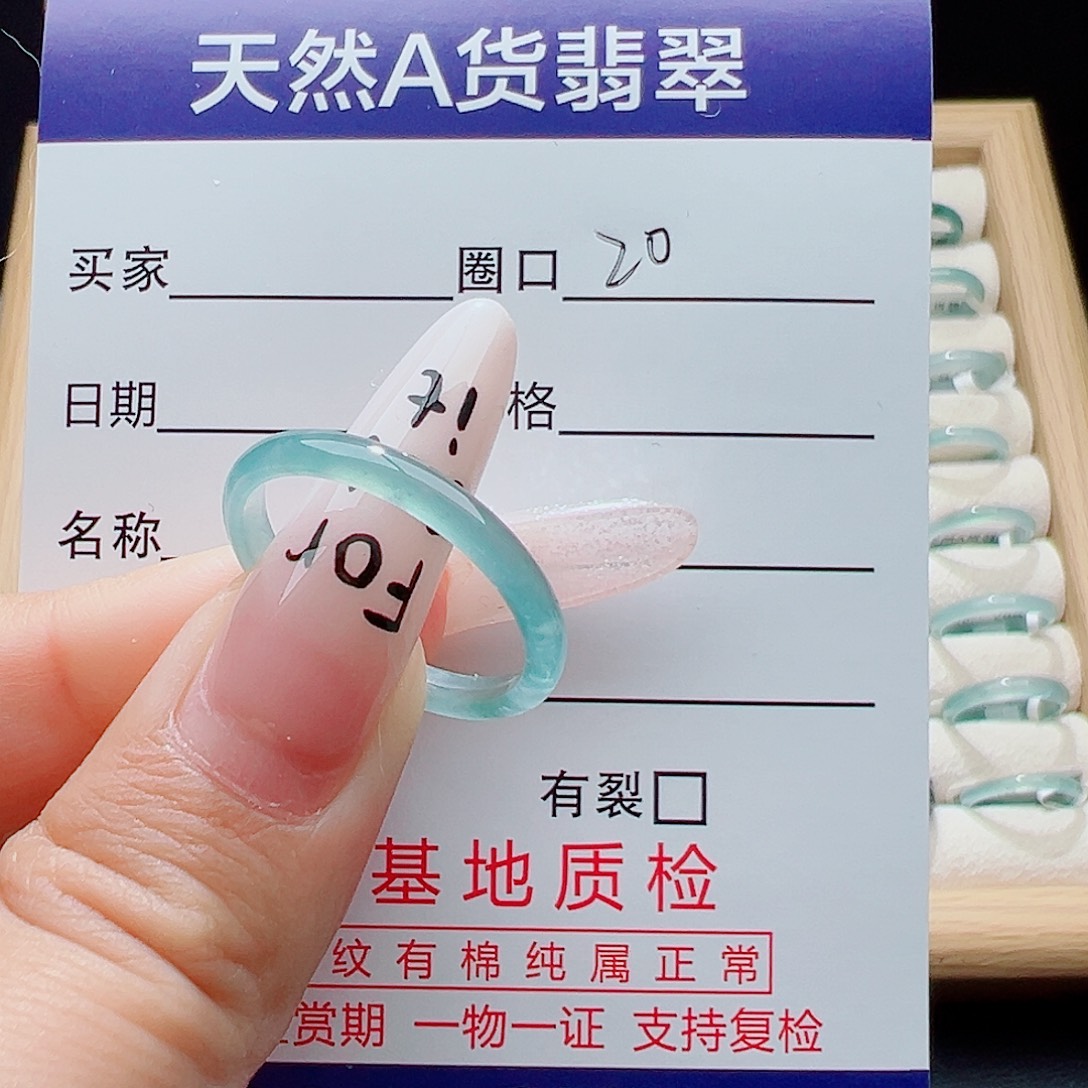 天然A货翡翠
买家 圈口 20
日期 格
名称
有裂
基地质检
纹有棉纯属正常
赏期 一物一证 支持复检
it
For